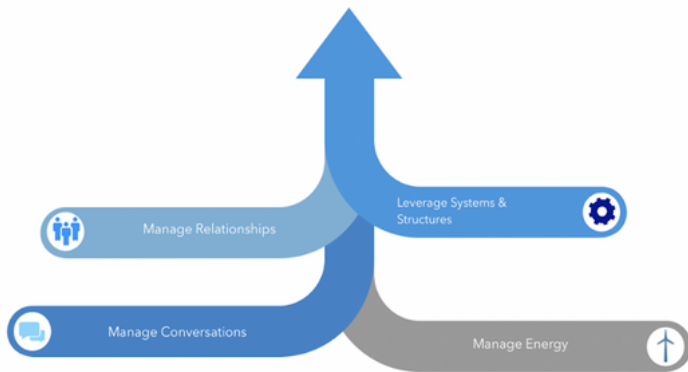 Leverage Systems &
Structures
Manage Relationships
Manage Conversations
Manage Energy